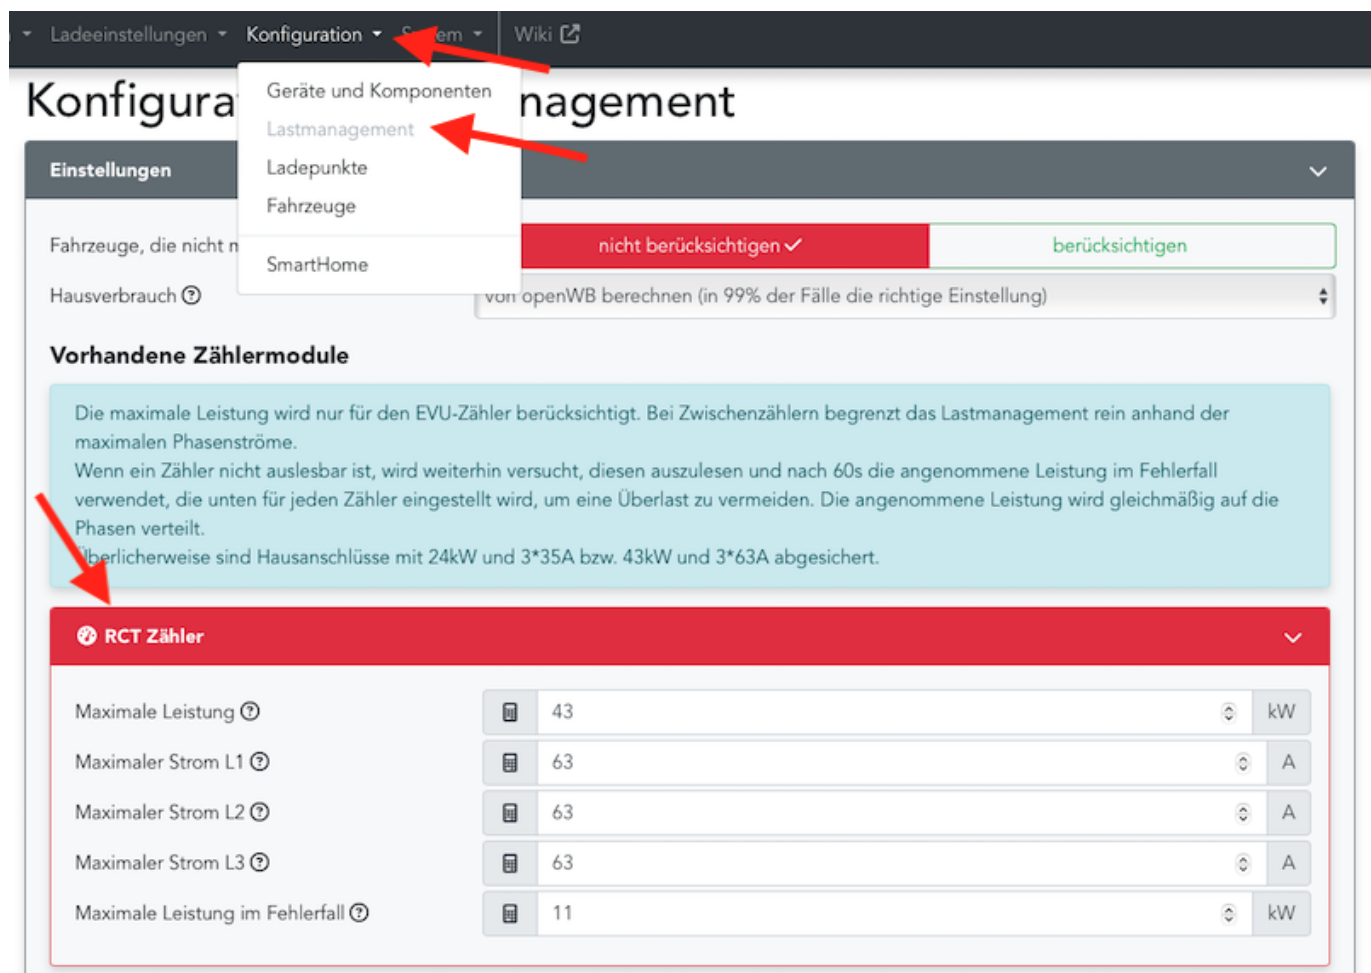 Ladeeinstellungen Konfiguration Wiki
Geräte und Komponenten
Lastmanagement
Ladepunkte
Fahrzeuge
SmartHome
Konfigura nagement
Einstellungen
Fahrzeuge, die nicht nicht berücksichtigen berücksichtigen
Hausverbrauch von openWB berechnen (in 99% der Fälle die richtige Einstellung)
Vorhandene Zählermodule
Die maximale Leistung wird nur für den EVU-Zähler berücksichtigt. Bei Zwischenzählern begrenzt das Lastmanagement rein anhand der
maximalen Phasenströme.
Wenn ein Zähler nicht auslesbar ist, wird weiterhin versucht, diesen auszulesen und nach 60s die angenommene Leistung im Fehlerfall
verwendet, die unten für jeden Zähler eingestellt wird, um eine Überlast zu vermeiden. Die angenommene Leistung wird gleichmäßig auf die
Phasen verteilt.
Überlicherweise sind Hausanschlüsse mit 24kW und 3*35A bzw. 43kW und 3*63A abgesichert.
RCT Zähler
Maximale Leistung 43 kW
Maximaler Strom L1 63 A
Maximaler Strom L2 63 A
Maximaler Strom L3 63 A
Maximale Leistung im Fehlerfall 11 kW